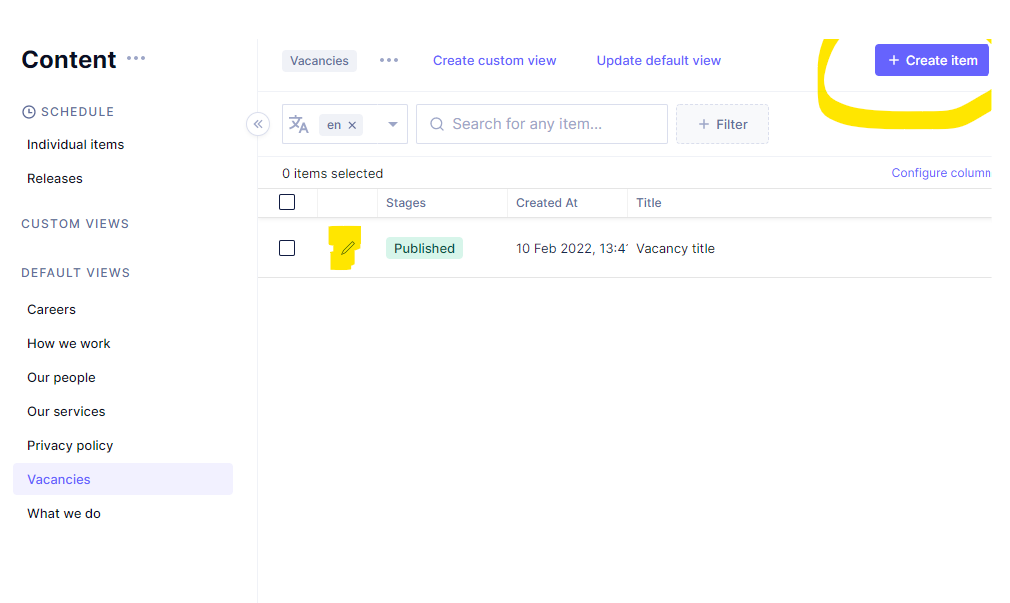 Content
SCHEDULE
Individual items
Releases
CUSTOM VIEWS
DEFAULT VIEWS
Careers
How we work
Our people
Our services
Privacy policy
Vacancies
What we do
Vacancies Create custom view Update default view + Create item
en Search for any item... + Filter
0 items selected Configure column
Stages Created At Title
Published 10 Feb 2022, 13:4 Vacancy title